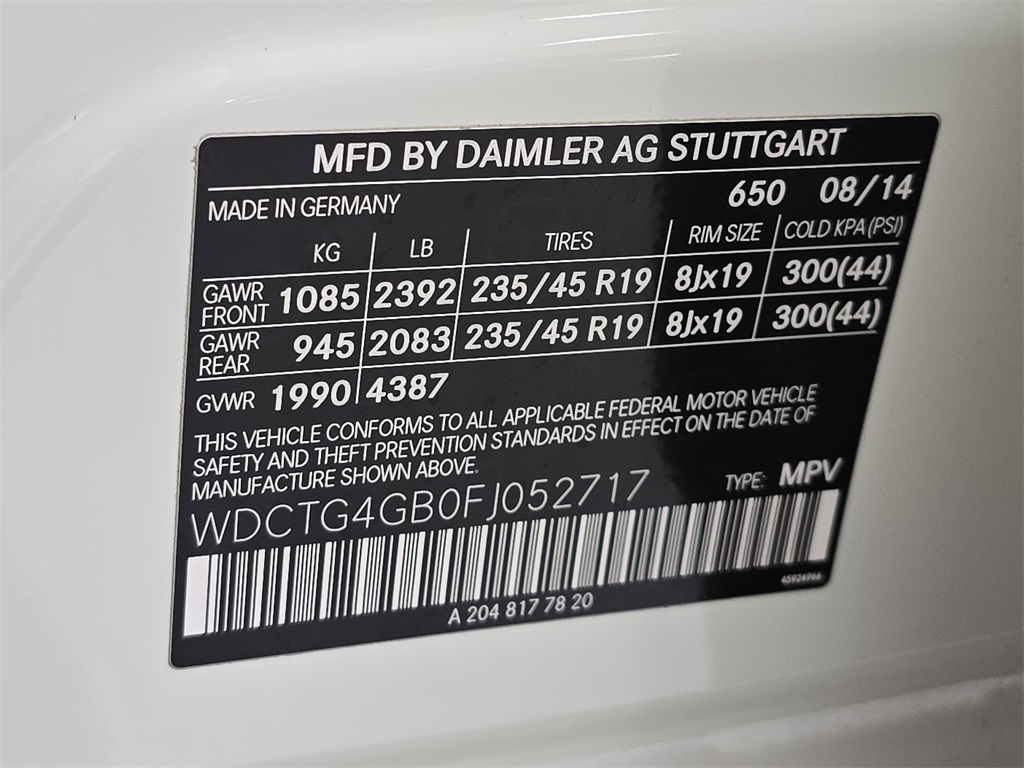 MFD BY DAIMLER AG STUTTGART
MADE IN GERMANY 650 08/14
KG LB TIRES RIM SIZE COLD KPA (PSI)
GAWR FRONT 1085 2392 235/45 R19 8Jx19 300(44)
GAWR REAR 945 2083 235/45 R19 8Jx19 300(44)
GVWR 1990 4387
THIS VEHICLE CONFORMS TO ALL APPLICABLE FEDERAL MOTOR VEHICLE
SAFETY AND THEFT PREVENTION STANDARDS IN EFFECT ON THE DATE OF
MANUFACTURE SHOWN ABOVE.
WDCTG4GB0FJ052717 TYPE: MPV
45924966
A 204 817 78 20